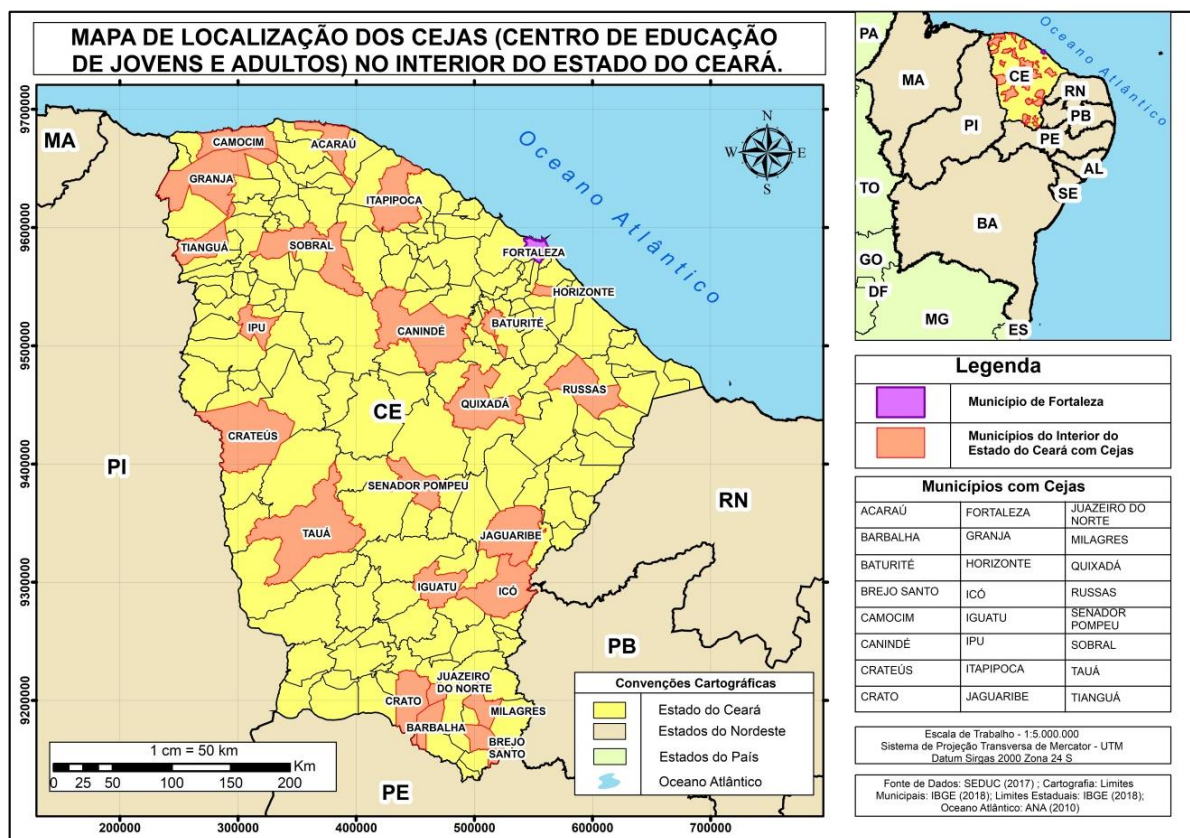 MAPA DE LOCALIZAÇÃO DOS CEJAS (CENTRO DE EDUCAÇÃO
DE JOVENS E ADULTOS) NO INTERIOR DO ESTADO DO CEARÁ.
9700000
9600000
9500000
9400000
9300000
9200000
MA
CAMOCIM
ACARAÚ
GRANJA
ITAPIPOCA
TIANGUÁ
SOBRAL
FORTALEZA
HORIZONTE
IPU
CANINDÉ
BATURITÉ
RUSSAS
QUIXADÁ
CE
CRATEÚS
PI
SENADOR POMPEU
RN
TAUÁ
JAGUARIBE
IGUATU
ICÓ
PB
JUAZEIRO
DO NORTE
CRATO
MILAGRES
BARBALHA
BREJO
SANTO
PE
Oceano Atlântico
N
W
E
S
1 cm = 50 km
Km
0 25 50 100 150 200
Convenções Cartográficas
Estado do Ceará
Estados do Nordeste
Estados do País
Oceano Atlântico
200000
300000
400000
500000
600000
700000
PA
MA
CE
RN
PB
PI
PE
AL
SE
TO
BA
GO
DF
MG
ES
Oceano Atlântico
Legenda
Município de Fortaleza
Municípios do Interior do
Estado do Ceará com Cejas
Municípios com Cejas
ACARAÚ
FORTALEZA
JUAZEIRO DO
NORTE
BARBALHA
GRANJA
MILAGRES
BATURITÉ
HORIZONTE
QUIXADÁ
BREJO SANTO
ICÓ
RUSSAS
CAMOCIM
IGUATU
SENADOR
POMPEU
CANINDÉ
IPU
SOBRAL
CRATEÚS
ITAPIPOCA
TAUÁ
CRATO
JAGUARIBE
TIANGUÁ
Escala de Trabalho - 1:5.000.000
Sistema de Projeção Transversa de Mercator - UTM
Datum Sirgas 2000 Zona 24 S
Fonte de Dados: SEDUC (2017) ; Cartografia: Limites
Municipais: IBGE (2018); Limites Estaduais: IBGE (2018);
Oceano Atlântico: ANA (2010)